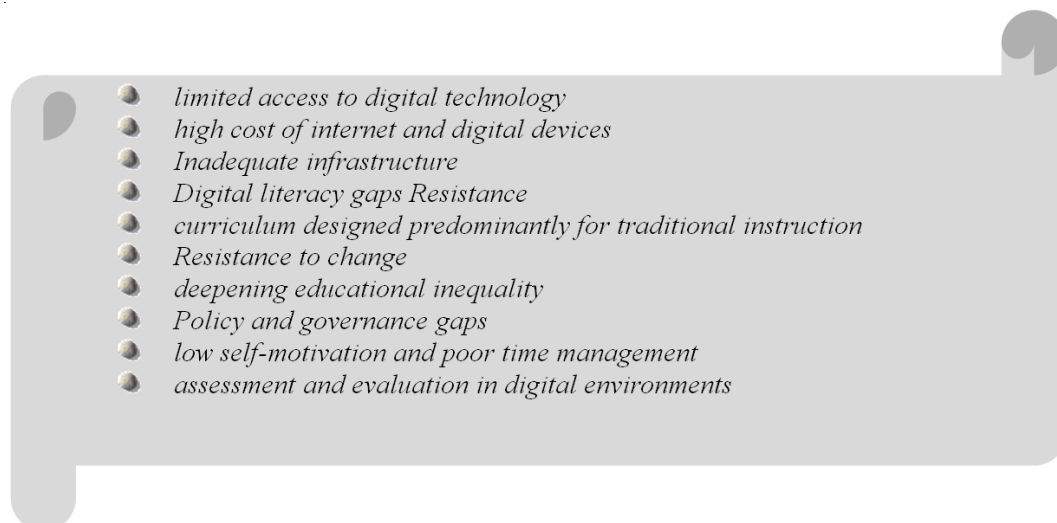 limited access to digital technology
high cost of internet and digital devices
Inadequate infrastructure
Digital literacy gaps Resistance
curriculum designed predominantly for traditional instruction
Resistance to change
deepening educational inequality
Policy and governance gaps
low self-motivation and poor time management
assessment and evaluation in digital environments